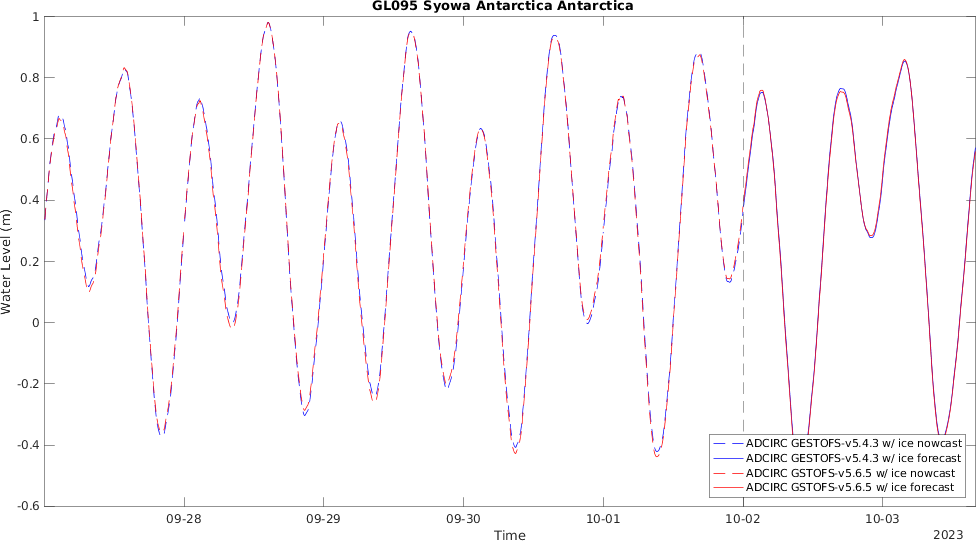 GL095 Syowa Antarctica Antarctica
1
0.8
0.6
0.4
0.2
0
-0.2
-0.4
-0.6
Water Level (m)
ADCIRC GESTOFS-v5.4.3 w/ ice nowcast
ADCIRC GESTOFS-v5.4.3 w/ ice forecast
ADCIRC GSTOFS-v5.6.5 w/ ice nowcast
ADCIRC GSTOFS-v5.6.5 w/ ice forecast
09-28 09-29 09-30 10-01 10-02 10-03
Time
2023